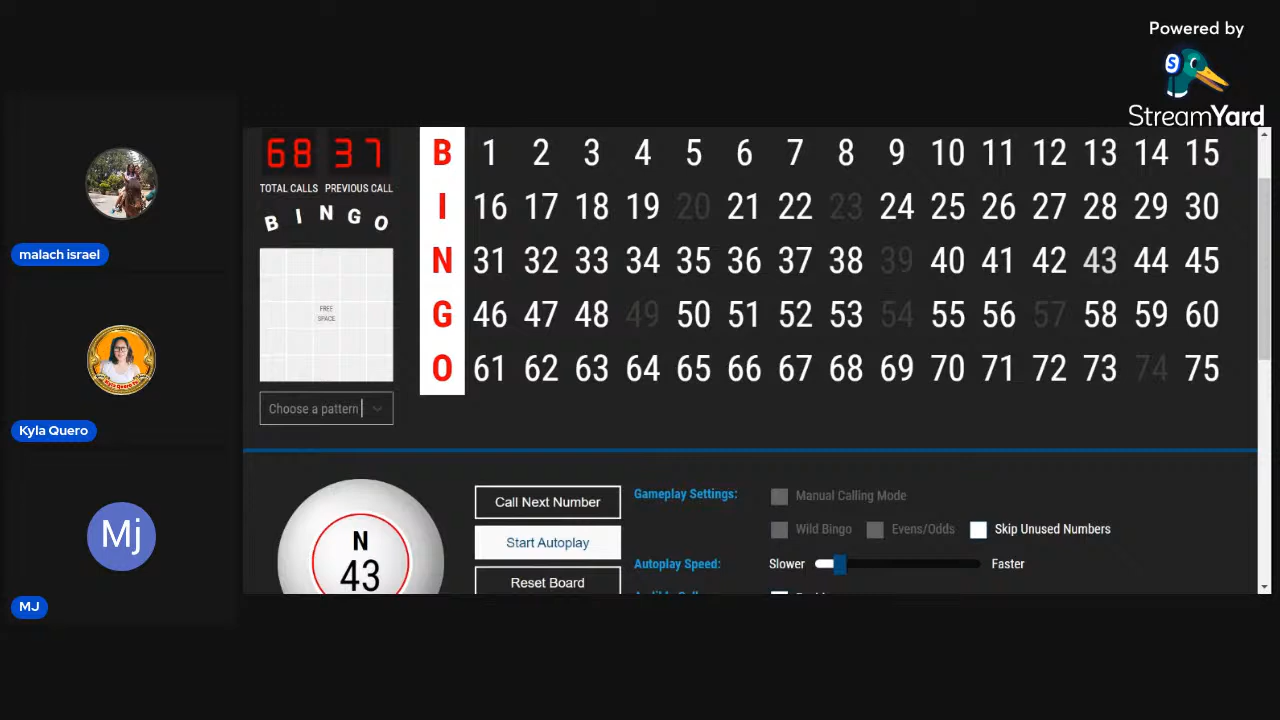 Powered by
StreamYard
68 37
TOTAL CALLS PREVIOUS CALL
BINGO
FREE
SPACE
Choose a pattern
B 1 2 3 4 5 6 7 8 9 10 11 12 13 14 15
I 16 17 18 19 20 21 22 23 24 25 26 27 28 29 30
N 31 32 33 34 35 36 37 38 39 40 41 42 43 44 45
G 46 47 48 49 50 51 52 53 54 55 56 57 58 59 60
O 61 62 63 64 65 66 67 68 69 70 71 72 73 74 75
malach israel
Kyla Quero
Mj
MJ
N
43
Call Next Number
Start Autoplay
Reset Board
Gameplay Settings: Manual Calling Mode
Wild Bingo Evens/Odds Skip Unused Numbers
Autoplay Speed: Slower Faster